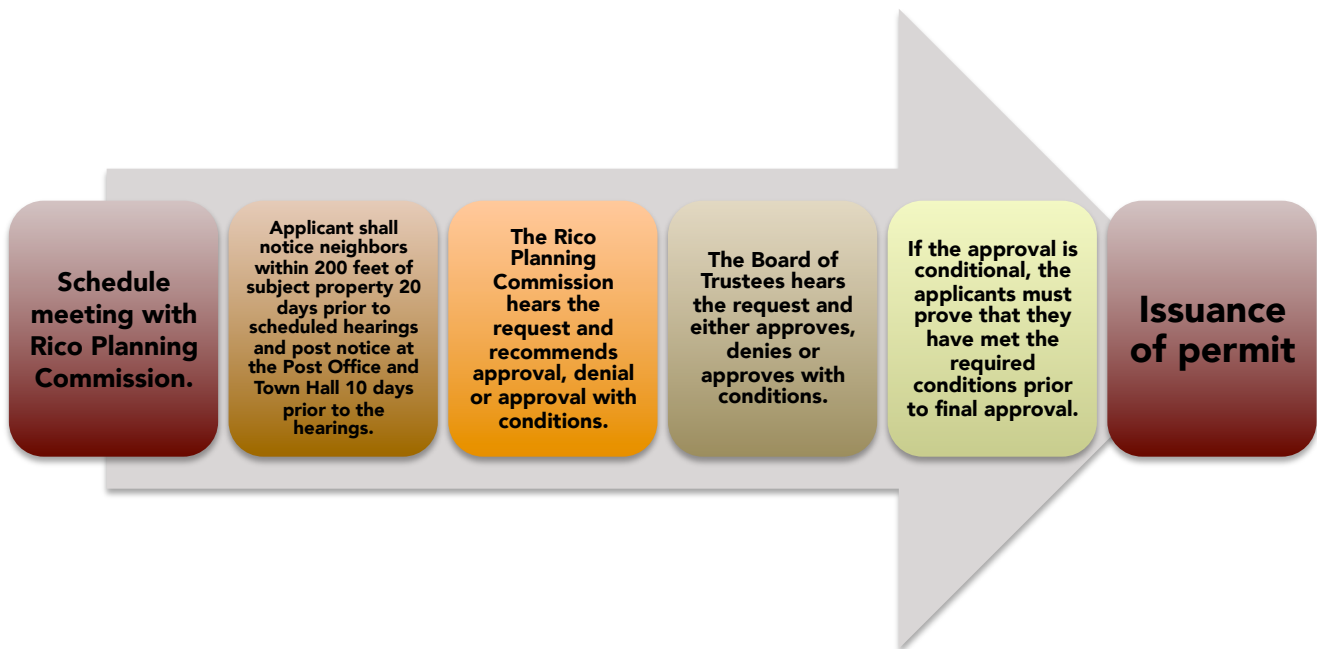 Schedule
meeting with
Rico Planning
Commission.
Applicant shall
notice neighbors
within 200 feet of
subject property 20
days prior to
scheduled hearings
and post notice at
the Post Office and
Town Hall 10 days
prior to the
hearings.
The Rico
Planning
Commission
hears the
request and
recommends
approval, denial
or approval with
conditions.
The Board of
Trustees hears
the request and
either approves,
denies or
approves with
conditions.
If the approval is
conditional, the
applicants must
prove that they
have met the
required
conditions prior
to final approval.
Issuance
of permit